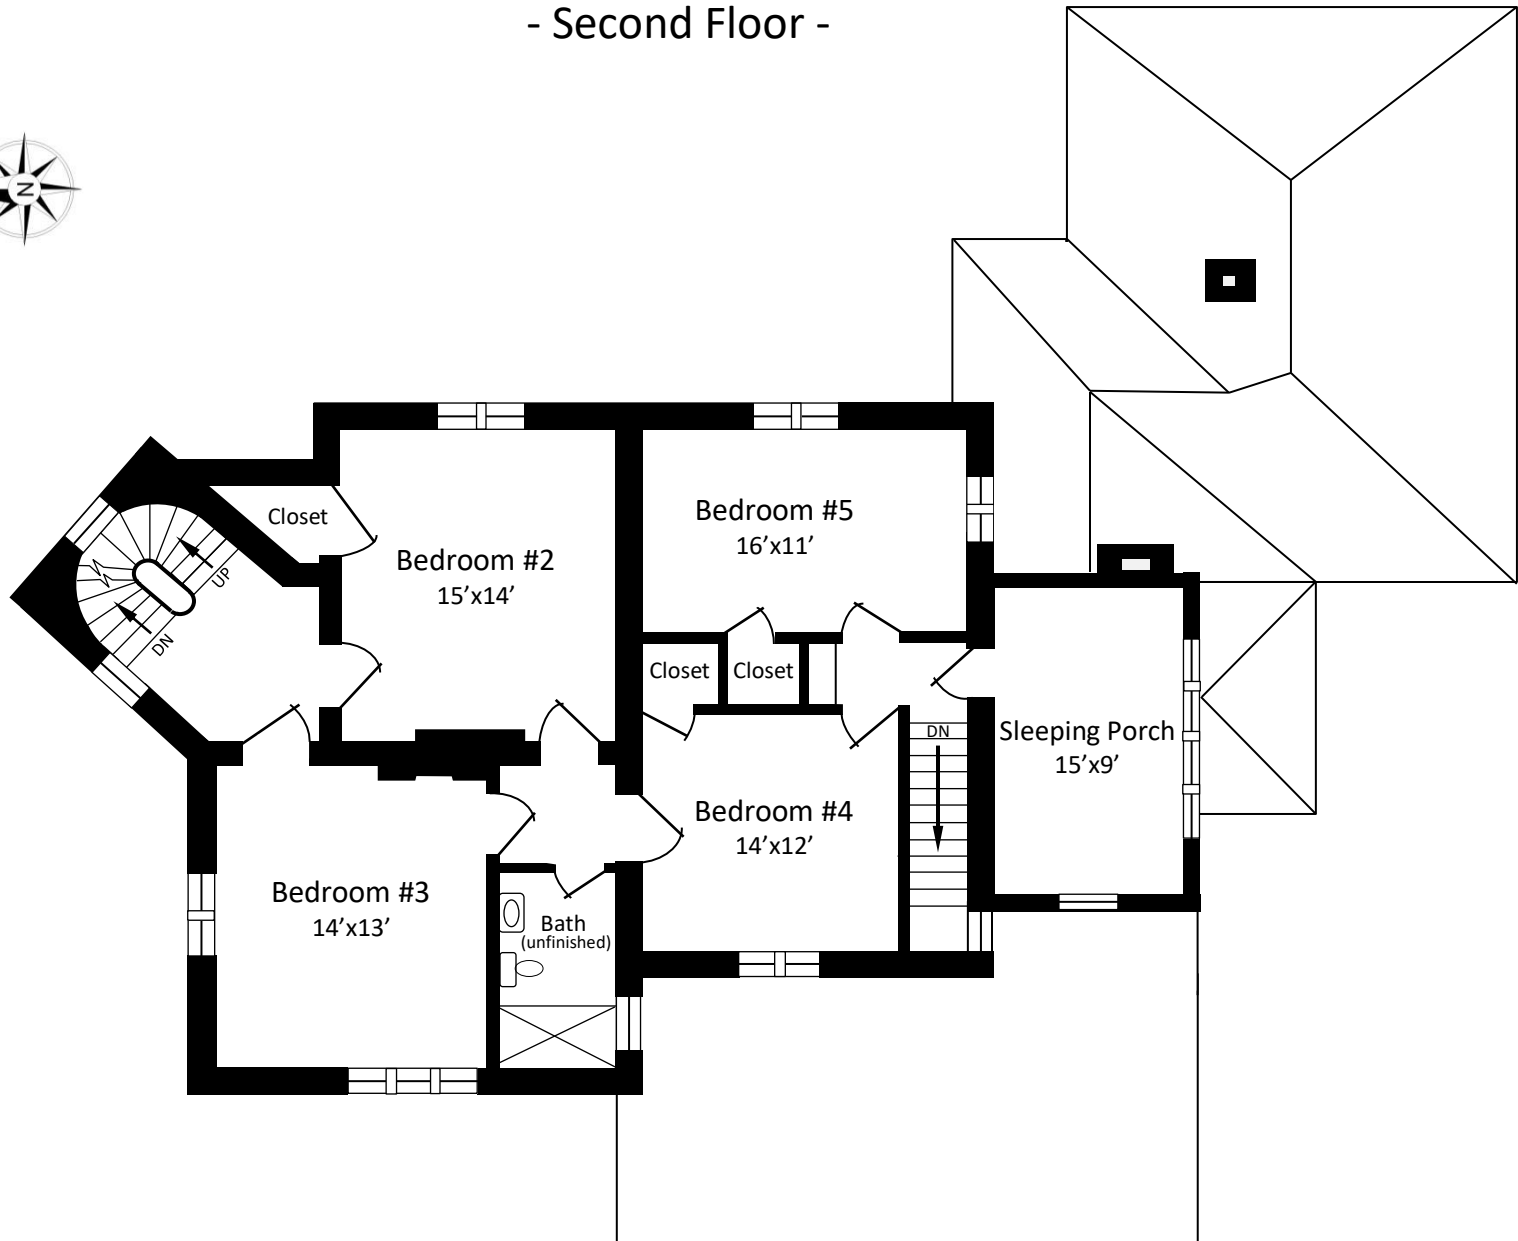 - Second Floor -
N
Closet
Bedroom #2
15’x14’
UP
DN
Bedroom #5
16’x11’
Closet
Closet
DN
Sleeping Porch
15’x9’
Bedroom #4
14’x12’
Bedroom #3
14’x13’
Bath
(unfinished)